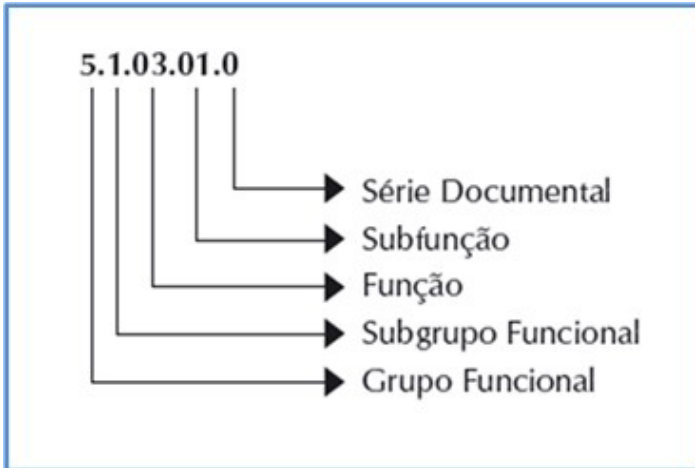 5.1.03.01.0
Série Documental
Subfunção
Função
Subgrupo Funcional
Grupo Funcional